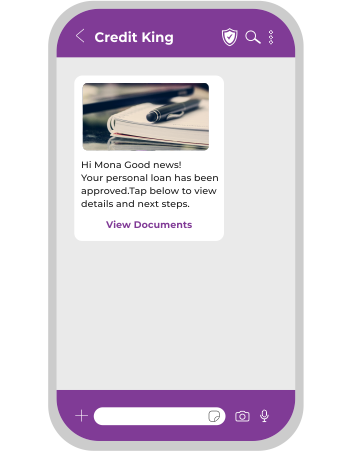 Credit King
Hi Mona Good news!
Your personal loan has been
approved.Tap below to view
details and next steps.
View Documents